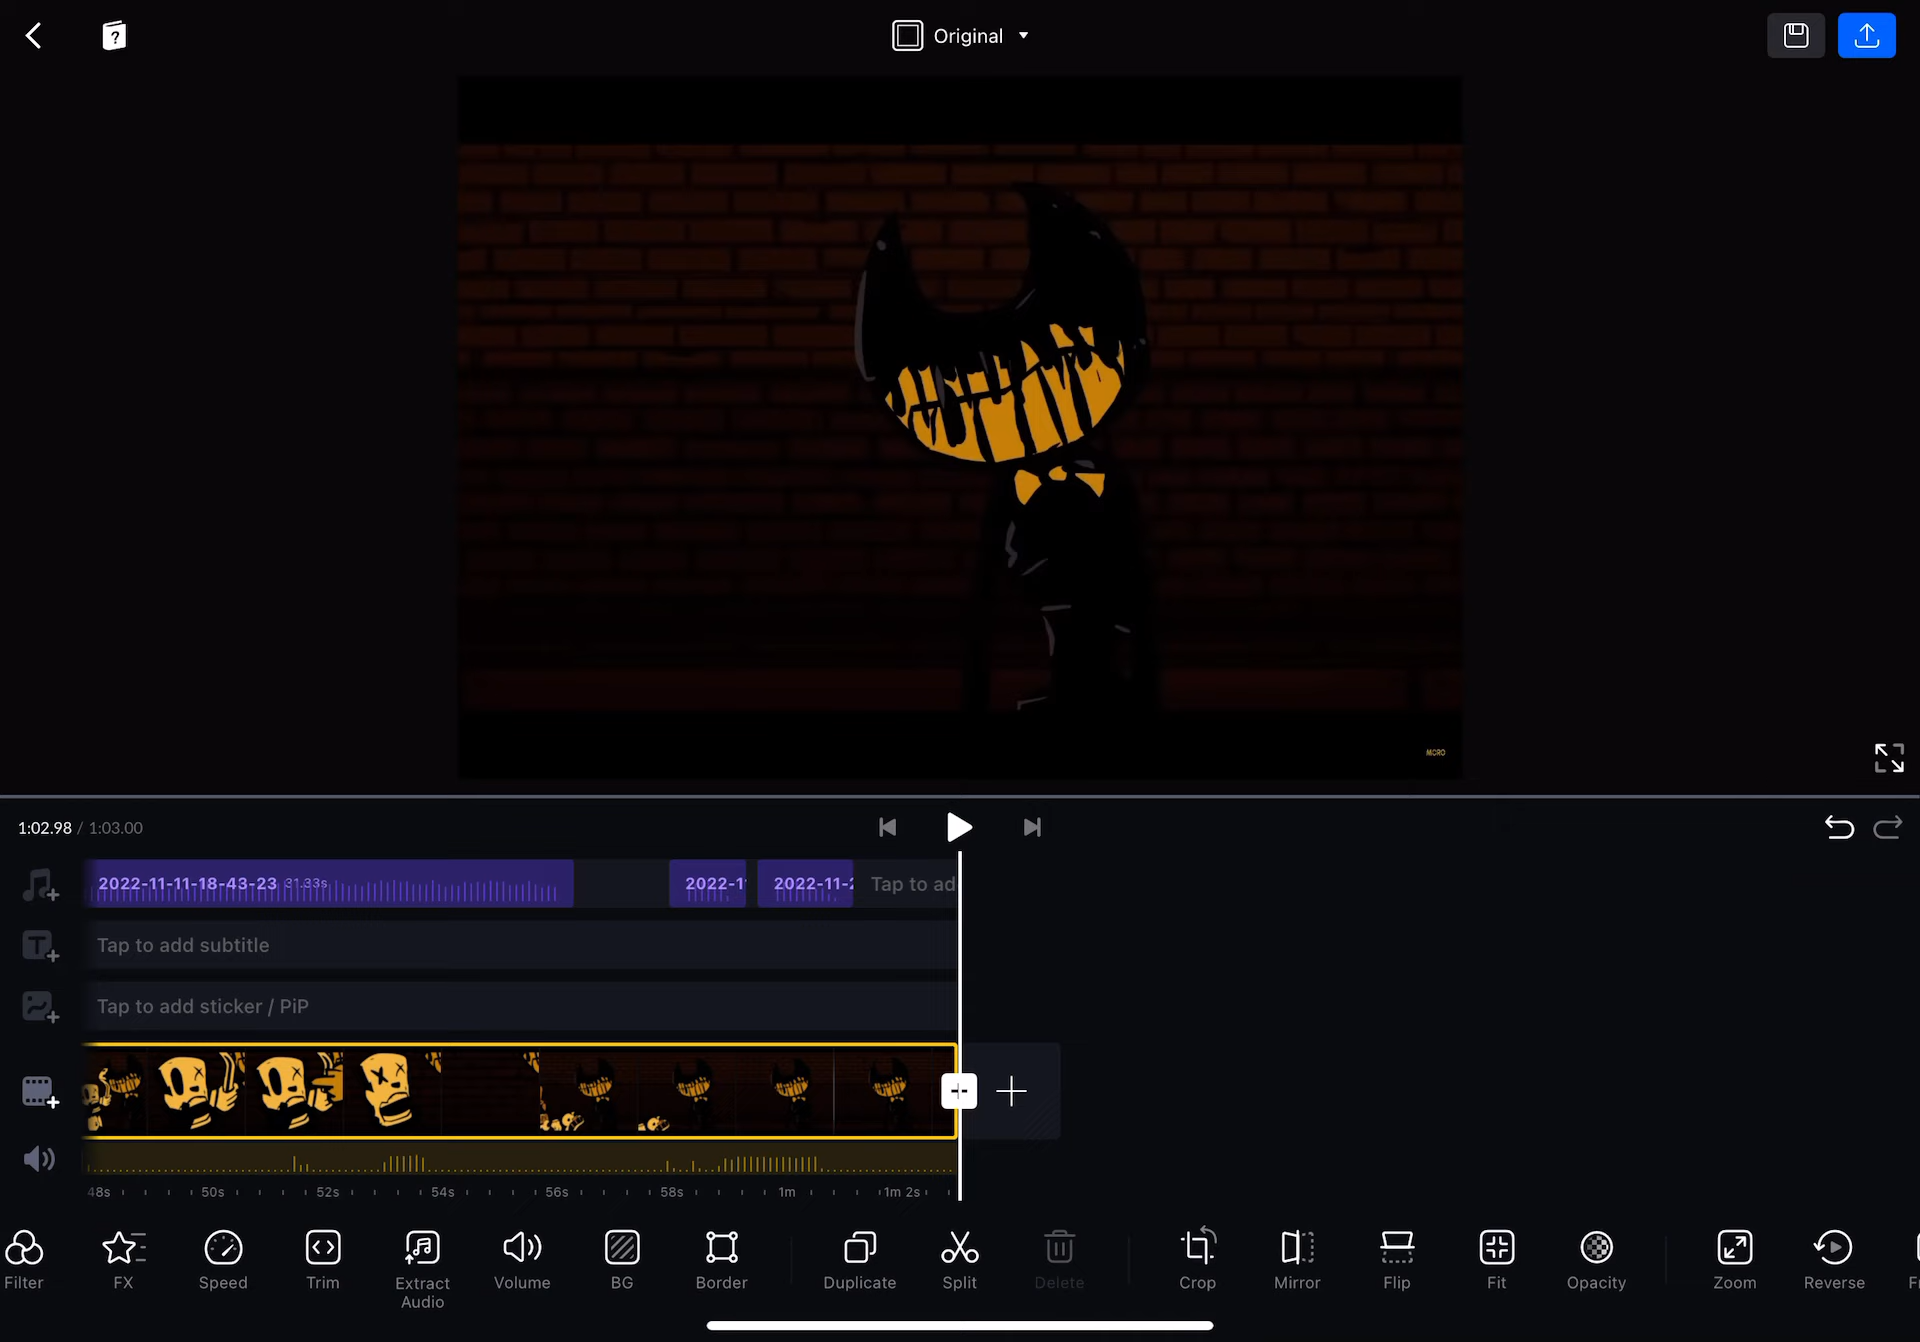 Original
MORO
1:02.98 / 1:03.00
2022-11-11-18-43-23 31.33s
2022-1
2022-11-2
Tap to ad
Tap to add subtitle
Tap to add sticker / PiP
48s 50s 52s 54s 56s 58s 1m 1m 2s
Filter FX Speed Trim Extract Audio Volume BG Border Duplicate Split Delete Crop Mirror Flip Fit Opacity Zoom Reverse